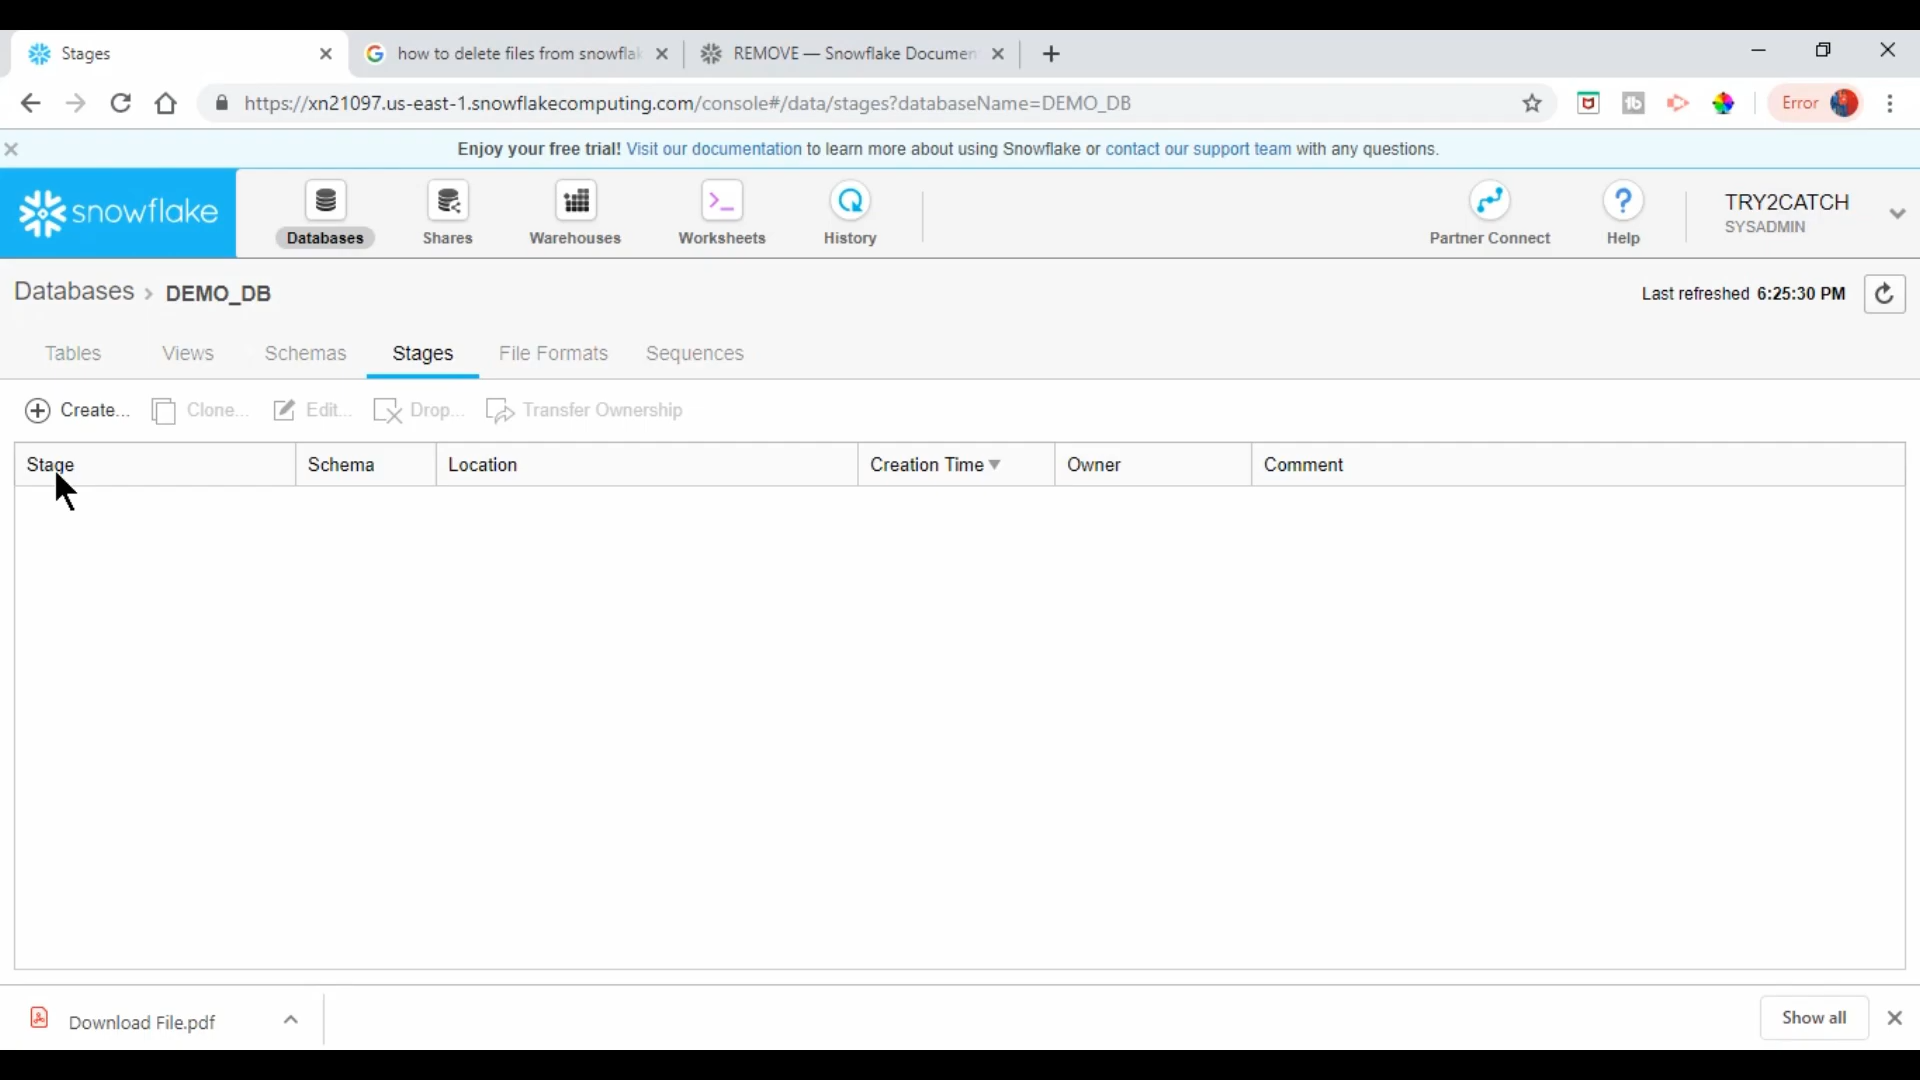 Stages
how to delete files from snowflak
REMOVE — Snowflake Documen
https://xn21097.us-east-1.snowflakecomputing.com/console#/data/stages?databaseName=DEMO_DB
Error
Enjoy your free trial! Visit our documentation to learn more about using Snowflake or contact our support team with any questions.
snowflake
Databases
Shares
Warehouses
Worksheets
History
Partner Connect
Help
TRY2CATCH
SYSADMIN
Databases > DEMO_DB
Last refreshed 6:25:30 PM
Tables Views Schemas Stages File Formats Sequences
Create... Clone... Edit... Drop... Transfer Ownership
Stage Schema Location Creation Time Owner Comment
Download File.pdf
Show all